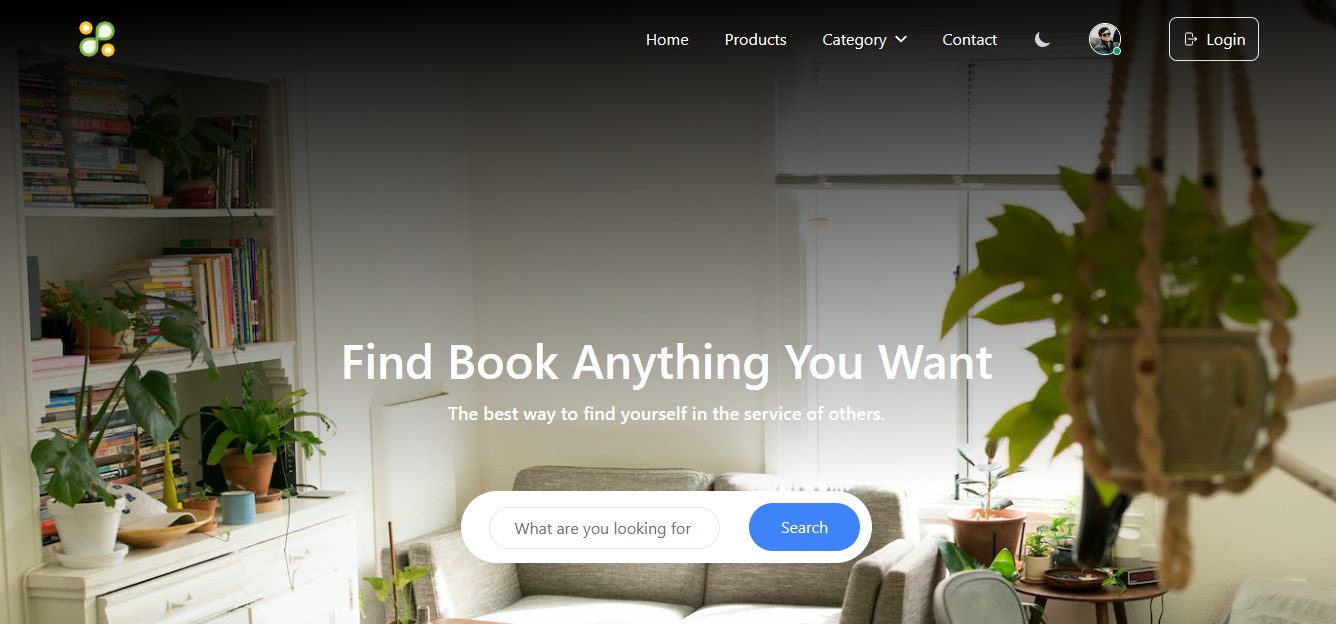 Home Products Category Contact Login
Find Book Anything You Want
The best way to find yourself in the service of others.
What are you looking for Search